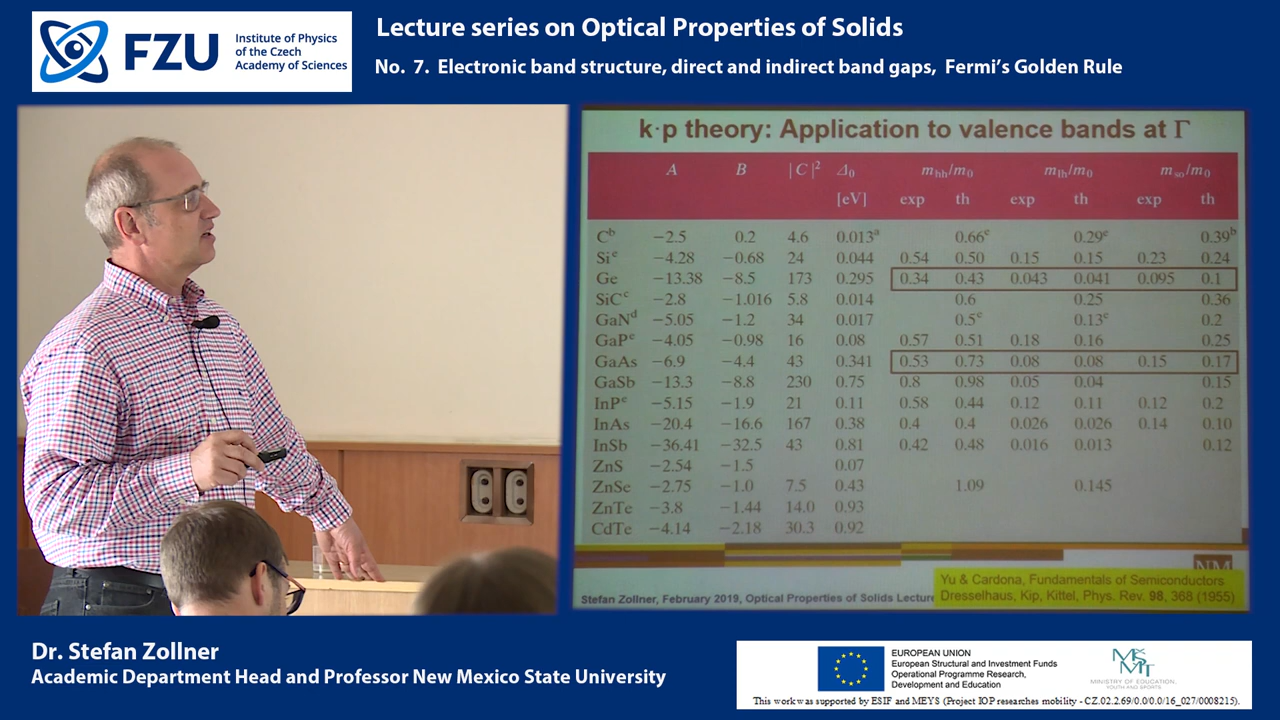 FZU
Institute of Physics
of the Czech
Academy of Sciences
Lecture series on Optical Properties of Solids
No. 7. Electronic band structure, direct and indirect band gaps, Fermi's Golden Rule
k·p theory: Application to valence bands at Γ
A B |C|² Δ₀ mhh/m₀ mlh/m₀ mso/m₀
[eV] exp th exp th exp th
Cᵇ −2.5 0.2 4.6 0.013ᵃ 0.66ᶜ 0.29ᵉ 0.39ᵇ
Siᵉ −4.28 −0.68 24 0.044 0.54 0.50 0.15 0.15 0.23 0.24
Ge −13.38 −8.5 173 0.295 0.34 0.43 0.043 0.041 0.095 0.1
SiCᶜ −2.8 −1.016 5.8 0.014 0.6 0.25 0.36
GaNᵈ −5.05 −1.2 34 0.017 0.5ᵉ 0.13ᵉ 0.2
GaPᵉ −4.05 −0.98 16 0.08 0.57 0.51 0.18 0.16 0.25
GaAs −6.9 −4.4 43 0.341 0.53 0.73 0.08 0.08 0.15 0.17
GaSb −13.3 −8.8 230 0.75 0.8 0.98 0.05 0.04 0.15
InPᵉ −5.15 −1.9 21 0.11 0.58 0.44 0.12 0.11 0.12 0.2
InAs −20.4 −16.6 167 0.38 0.4 0.4 0.026 0.026 0.14 0.10
InSb −36.41 −32.5 43 0.81 0.42 0.48 0.016 0.013 0.12
ZnS −2.54 −1.5 0.07
ZnSe −2.75 −1.0 7.5 0.43 1.09 0.145
ZnTe −3.8 −1.44 14.0 0.93
CdTe −4.14 −2.18 30.3 0.92
NM
Yu & Cardona, Fundamentals of Semiconductors
Dresselhaus, Kip, Kittel, Phys. Rev. 98, 368 (1955)
Stefan Zollner, February 2019, Optical Properties of Solids Lecture
Dr. Stefan Zollner
Academic Department Head and Professor New Mexico State University
EUROPEAN UNION
European Structural and Investment Funds
Operational Programme Research,
Development and Education
MINISTRY OF EDUCATION,
YOUTH AND SPORTS
This work was supported by ESIF and MEYS (Project IOP researches mobility - CZ.02.2.69/0.0/0.0/16_027/0008215).